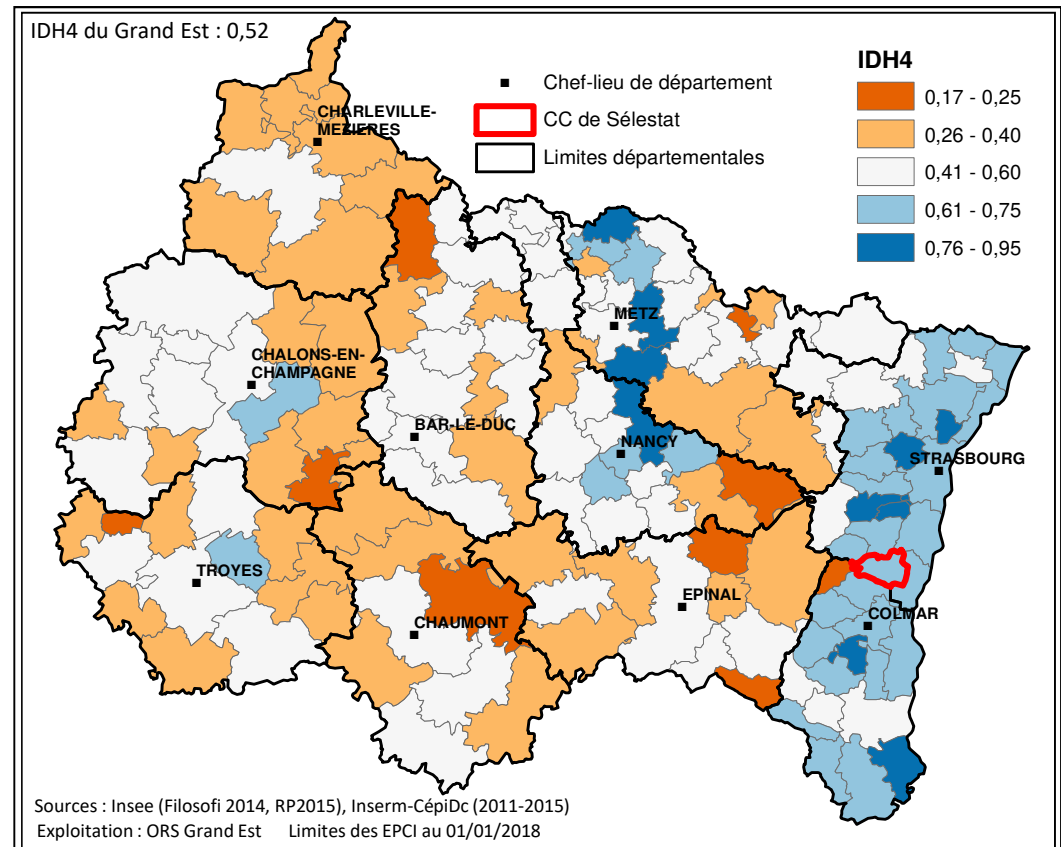 IDH4 du Grand Est : 0,52
IDH4
Chef-lieu de département
CC de Sélestat
Limites départementales
0,17 - 0,25
0,26 - 0,40
0,41 - 0,60
0,61 - 0,75
0,76 - 0,95
CHARLEVILLE-
MEZIERES
METZ
CHALONS-EN-
CHAMPAGNE
BAR-LE-DUC
NANCY
STRASBOURG
TROYES
EPINAL
CHAUMONT
COLMAR
Sources : Insee (Filosofi 2014, RP2015), Inserm-CépiDc (2011-2015)
Exploitation : ORS Grand Est Limites des EPCI au 01/01/2018